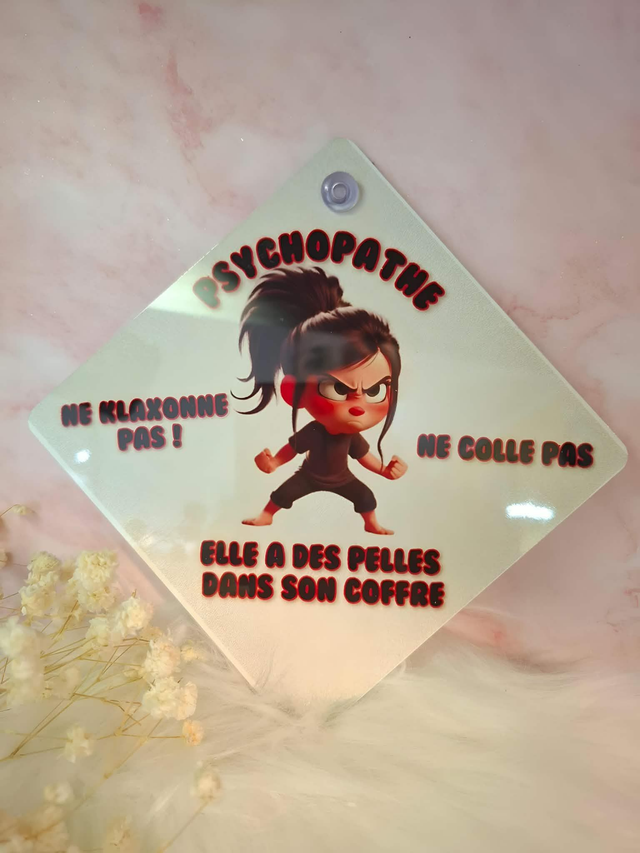 PSYCHOPATHE
NE KLAXONNE
PAS !
NE COLLE PAS
ELLE A DES PELLES
DANS SON COFFRE